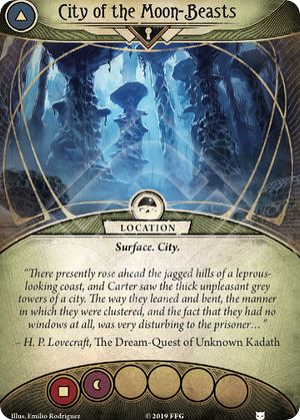 City of the Moon-Beasts
LOCATION
Surface. City.
“There presently rose ahead the jagged hills of a leprous-
looking coast, and Carter saw the thick unpleasant grey
towers of a city. The way they leaned and bent, the manner
in which they were clustered, and the fact that they had no
windows at all, was very disturbing to the prisoner…”
– H. P. Lovecraft, The Dream-Quest of Unknown Kadath
Illus. Emilio Rodriguez
© 2019 FFG